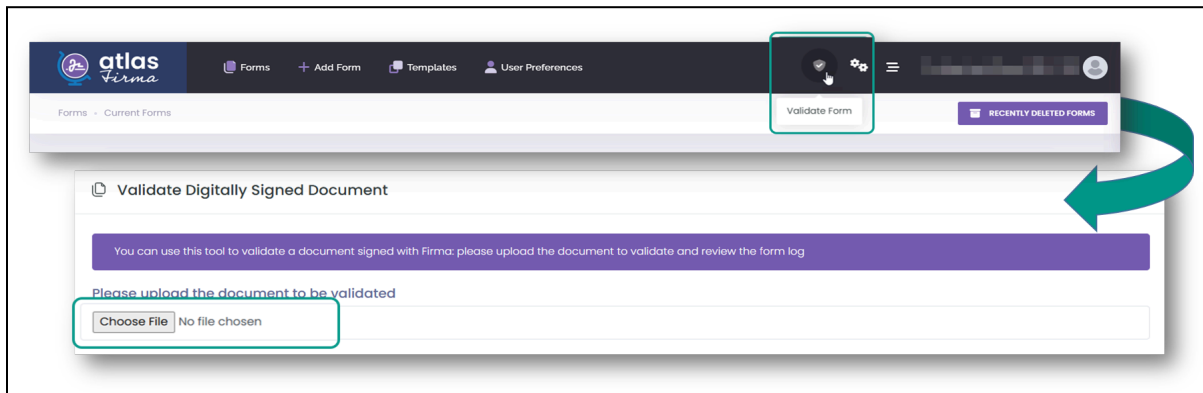 atlas
Firma
Forms
Add Form
Templates
User Preferences
Forms - Current Forms
Validate Form
RECENTLY DELETED FORMS
Validate Digitally Signed Document
You can use this tool to validate a document signed with Firma: please upload the document to validate and review the form log
Please upload the document to be validated
Choose File No file chosen